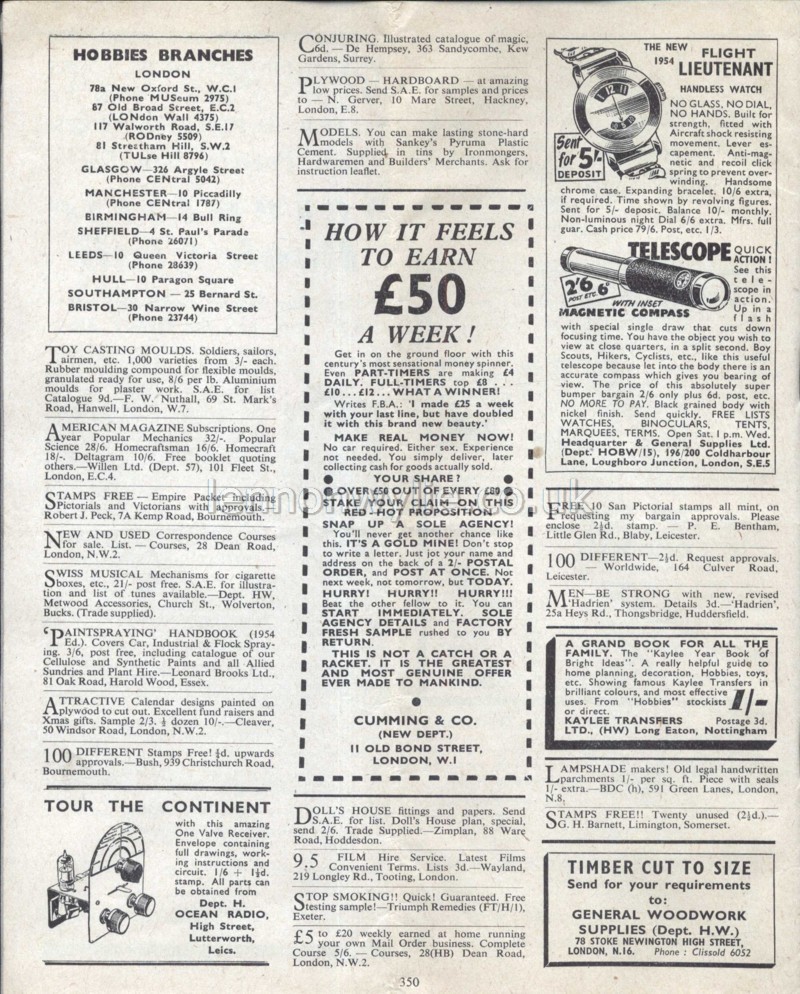 HOBBIES BRANCHES
LONDON
78a New Oxford St., W.C.1
(Phone MUSeum 2975)
87 Old Broad Street, E.C.2
(LONdon Wall 4375)
117 Walworth Road, S.E.17
(RODney 5509)
81 Streatham Hill, S.W.2
(TULse Hill 8796)
GLASGOW—326 Argyle Street
(Phone CENtral 5042)
MANCHESTER—10 Piccadilly
(Phone CENtral 1787)
BIRMINGHAM—14 Bull Ring
SHEFFIELD—4 St. Paul's Parade
(Phone 26071)
LEEDS—10 Queen Victoria Street
(Phone 28639)
HULL—10 Paragon Square
SOUTHAMPTON — 25 Bernard St.
BRISTOL—30 Narrow Wine Street
(Phone 23744)
TOY CASTING MOULDS. Soldiers, sailors,
airmen, etc. 1,000 varieties from 3/- each.
Rubber moulding compound for flexible moulds,
granulated ready for use, 8/6 per lb. Aluminium
moulds for plaster work. S.A.E. for list
Catalogue 9d.—F. W. Nuthall, 69 St. Mark's
Road, Hanwell, London, W.7.
AMERICAN MAGAZINE Subscriptions. One
year Popular Mechanics 32/-. Popular
Science 28/6. Homecraftsman 16/6. Homecraft
18/-. Deltagram 10/6. Free booklet quoting
others.—Willen Ltd. (Dept. 57), 101 Fleet St.,
London, E.C.4.
STAMPS FREE — Empire Packet including
Pictorials and Victorians with approvals.—
Robert J. Peck, 7A Kemp Road, Bournemouth.
NEW AND USED Correspondence Courses
for sale. List. — Courses, 28 Dean Road,
London, N.W.2.
SWISS MUSICAL Mechanisms for cigarette
boxes, etc., 21/- post free. S.A.E. for illustra-
tion and list of tunes available.—Dept. HW,
Metwood Accessories, Church St., Wolverton,
Bucks. (Trade supplied).
'PAINTSPRAYING' HANDBOOK (1954
Ed.). Covers Car, Industrial & Flock Spray-
ing. 3/6, post free, including catalogue of our
Cellulose and Synthetic Paints and all Allied
Sundries and Plant Hire.—Leonard Brooks Ltd.,
81 Oak Road, Harold Wood, Essex.
ATTRACTIVE Calendar designs painted on
plywood to cut out. Excellent fund raisers and
Xmas gifts. Sample 2/3. ½ dozen 10/-.—Cleaver,
50 Windsor Road, London, N.W.2.
100 DIFFERENT Stamps Free! ½d. upwards
approvals.—Bush, 939 Christchurch Road,
Bournemouth.
TOUR THE CONTINENT
with this amazing
One Valve Receiver.
Envelope containing
full drawings, work-
ing instructions and
circuit. 1/6 + 1½d.
stamp. All parts can
be obtained from
Dept. H.
OCEAN RADIO,
High Street,
Lutterworth,
Leics.
CONJURING. Illustrated catalogue of magic,
6d. — De Hempsey, 363 Sandycombe, Kew
Gardens, Surrey.
PLYWOOD — HARDBOARD — at amazing
low prices. Send S.A.E. for samples and prices
to — N. Gerver, 10 Mare Street, Hackney,
London, E.8.
MODELS. You can make lasting stone-hard
models with Sankey's Pyruma Plastic
Cement. Supplied in tins by Ironmongers,
Hardwaremen and Builders' Merchants. Ask for
instruction leaflet.
HOW IT FEELS
TO EARN
£50
A WEEK!
Get in on the ground floor with this
century's most sensational money spinner.
Even PART-TIMERS are making £4
DAILY. FULL-TIMERS top £8 ...
£10...£12...WHAT A WINNER!
Writes F.B.A.: 'I made £25 a week
with your last line, but have doubled
it with this brand new beauty.'
MAKE REAL MONEY NOW!
No car required. Either sex. Experience
not needed. You simply deliver, later
collecting cash for goods actually sold.
YOUR SHARE?
OVER £50 OUT OF EVERY £80
STAKE YOUR CLAIM ON THIS
RED-HOT PROPOSITION
SNAP UP A SOLE AGENCY!
You'll never get another chance like
this. IT'S A GOLD MINE! Don't stop
to write a letter. Just jot your name and
address on the back of a 2/- POSTAL
ORDER, and POST AT ONCE. Not
next week, not tomorrow, but TODAY.
HURRY! HURRY!! HURRY!!!
Beat the other fellow to it. You can
START IMMEDIATELY. SOLE
AGENCY DETAILS and FACTORY
FRESH SAMPLE rushed to you BY
RETURN.
THIS IS NOT A CATCH OR A
RACKET. IT IS THE GREATEST
AND MOST GENUINE OFFER
EVER MADE TO MANKIND.
CUMMING & CO.
(NEW DEPT.)
11 OLD BOND STREET,
LONDON, W.1
DOLL'S HOUSE fittings and papers. Send
S.A.E. for list. Doll's House plan, special,
send 2/6. Trade Supplied.—Zimplan, 88 Ware
Road, Hoddesdon.
9.5 FILM Hire Service. Latest Films
Convenient Terms. Lists 3d.—Wayland,
219 Longley Rd., Tooting, London.
STOP SMOKING!! Quick! Guaranteed. Free
testing sample!—Triumph Remedies (FT/H/1),
Exeter.
£5 to £20 weekly earned at home running
your own Mail Order business. Complete
Course 5/6. — Courses, 28(HB) Dean Road,
London, N.W.2.
THE NEW
1954
FLIGHT
LIEUTENANT
HANDLESS WATCH
Sent
for 5/-
DEPOSIT
NO GLASS, NO DIAL,
NO HANDS. Built for
strength, fitted with
Aircraft shock resisting
movement. Lever es-
capement. Anti-mag-
netic and recoil click
spring to prevent over-
winding. Handsome
chrome case. Expanding bracelet. 10/6 extra,
if required. Time shown by revolving figures.
Sent for 5/- deposit. Balance 10/- monthly.
Non-luminous night Dial 6/6 extra. Mfrs. full
guar. Cash price 79/6. Post, etc. 1/3.
TELESCOPE
QUICK
ACTION!
2'6
POST ETC. 6d
WITH INSET
MAGNETIC COMPASS
See this
tele-
scope in
action.
Up in a
flash
with special single draw that cuts down
focusing time. You have the object you wish to
view at close quarters, in a split second. Boy
Scouts, Hikers, Cyclists, etc., like this useful
telescope because let into the body there is an
accurate compass which gives you bearing of
view. The price of this absolutely super
bumper bargain 2/6 only plus 6d. post, etc.
NO MORE TO PAY. Black grained body with
nickel finish. Send quickly. FREE LISTS
WATCHES, BINOCULARS, TENTS,
MARQUEES, TERMS. Open Sat. 1 p.m. Wed.
Headquarter & General Supplies Ltd.
(Dept. HOBW/15), 196/200 Coldharbour
Lane, Loughboro Junction, London, S.E.5
FREE 10 San Pictorial stamps all mint, on
requesting my bargain approvals. Please
enclose 2½d. stamp. — P. E. Bentham,
Little Glen Rd., Blaby, Leicester.
100 DIFFERENT—2½d. Request approvals.
— Worldwide, 164 Culver Road,
Leicester.
MEN—BE STRONG with new, revised
'Hadrien' system. Details 3d.—'Hadrien',
25a Heys Rd., Thongsbridge, Huddersfield.
A GRAND BOOK FOR ALL THE
FAMILY. The "Kaylee Year Book of
Bright Ideas". A really helpful guide to
home planning, decoration, Hobbies, toys,
etc. Showing famous Kaylee Transfers in
brilliant colours, and most effective
uses. From "Hobbies" stockists
or direct.
1/-
KAYLEE TRANSFERS Postage 3d.
LTD., (HW) Long Eaton, Nottingham
LAMPSHADE makers! Old legal handwritten
parchments 1/- per sq. ft. Piece with seals
1/- extra.—BDC (h), 591 Green Lanes, London,
N.8.
STAMPS FREE!! Twenty unused (2½d.).—
G. H. Barnett, Limington, Somerset.
TIMBER CUT TO SIZE
Send for your requirements
to:
GENERAL WOODWORK
SUPPLIES (Dept. H.W.)
78 STOKE NEWINGTON HIGH STREET,
LONDON, N.16. Phone: Clissold 6052
350